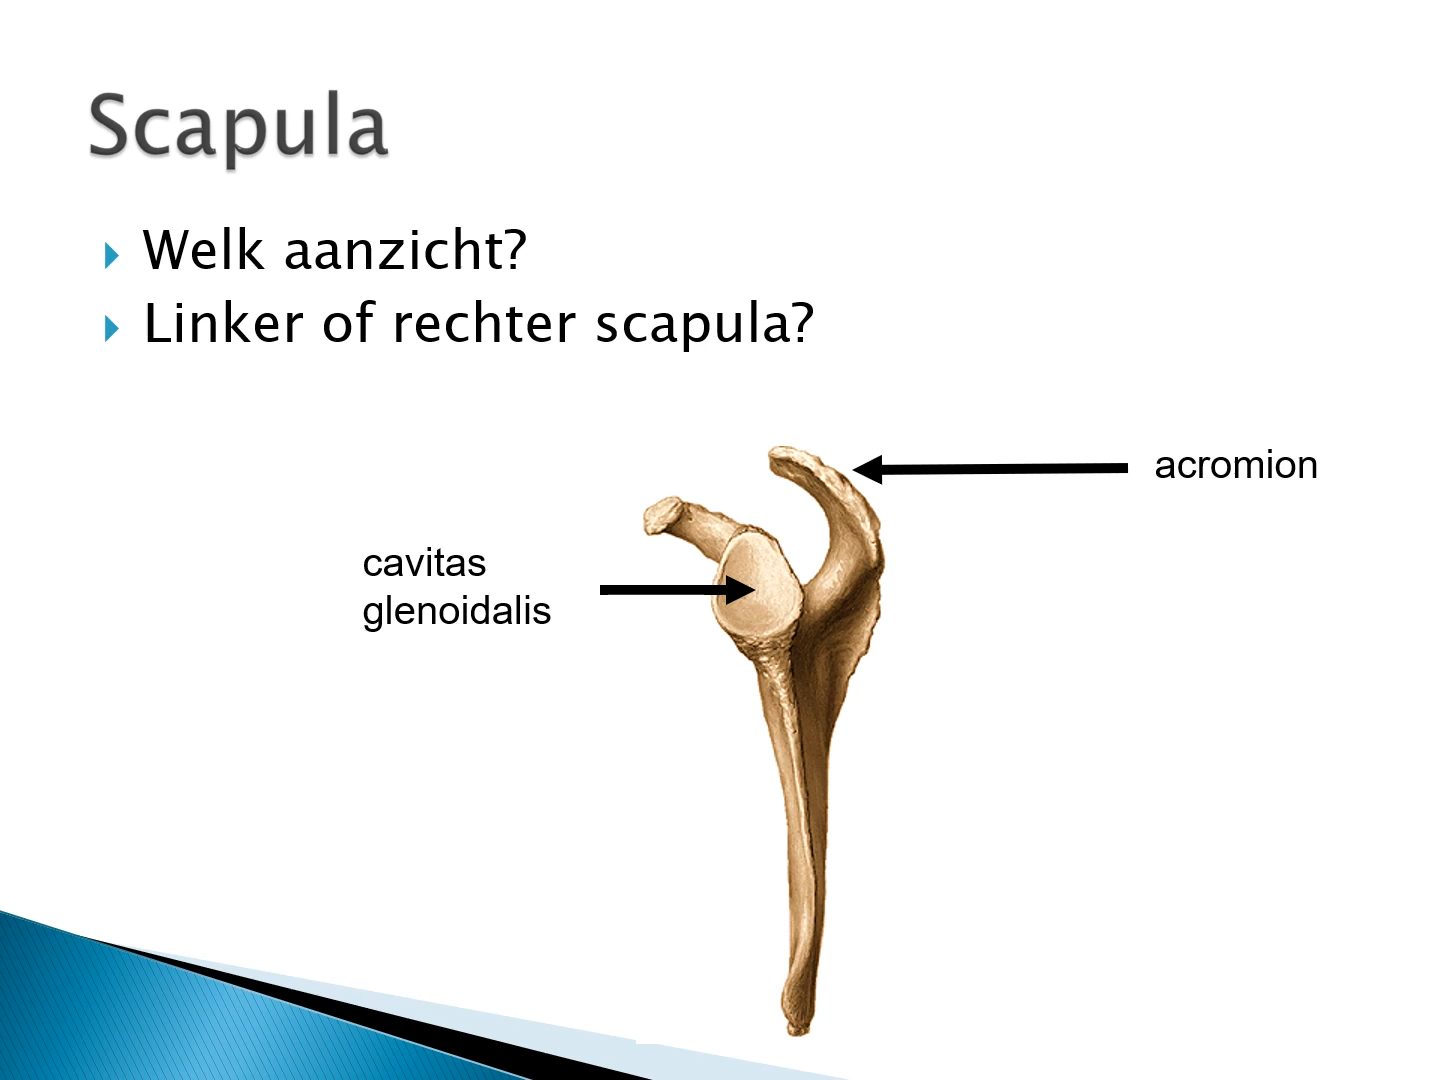 Scapula
Welk aanzicht?
Linker of rechter scapula?
acromion
cavitas
glenoidalis